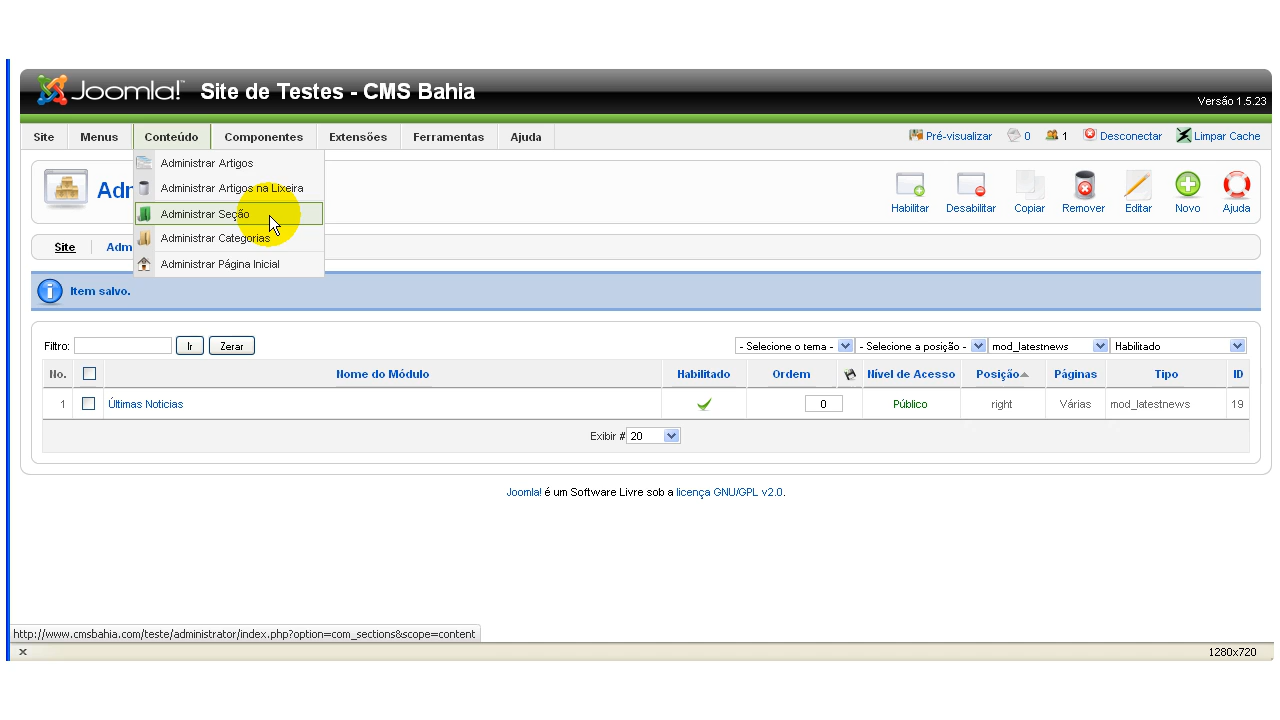 Joomla!™ Site de Testes - CMS Bahia
Versão 1.5.23
Site Menus Conteúdo Componentes Extensões Ferramentas Ajuda Pré-visualizar 0 1 Desconectar Limpar Cache
Administrar Artigos
Administrar Artigos na Lixeira
Administrar Seção
Administrar Categorias
Administrar Página Inicial
Adr
Habilitar Desabilitar Copiar Remover Editar Novo Ajuda
Site Adm
Item salvo.
Filtro: Ir Zerar - Selecione o tema - - Selecione a posição - mod_latestnews Habilitado
No. Nome do Módulo Habilitado Ordem Nível de Acesso Posição Páginas Tipo ID
1 Últimas Noticias 0 Público right Várias mod_latestnews 19
Exibir # 20
Joomla! é um Software Livre sob a licença GNU/GPL v2.0.
http://www.cmsbahia.com/teste/administrator/index.php?option=com_sections&scope=content
x 1280x720